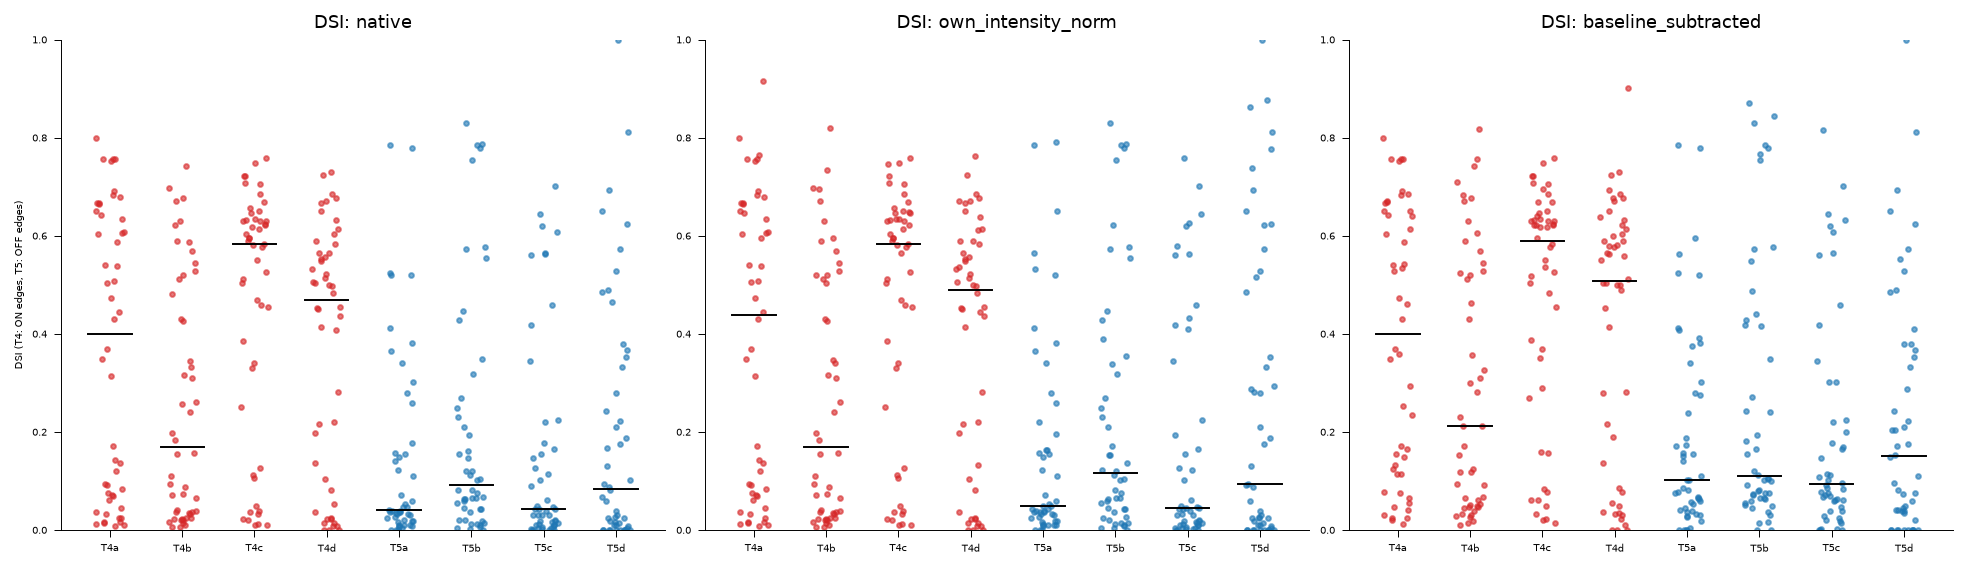 DSI: native
DSI: own_intensity_norm
DSI: baseline_subtracted
DSI (T4: ON edges, T5: OFF edges)
1.0
0.8
0.6
0.4
0.2
0.0
T4a T4b T4c T4d T5a T5b T5c T5d
1.0
0.8
0.6
0.4
0.2
0.0
T4a T4b T4c T4d T5a T5b T5c T5d
1.0
0.8
0.6
0.4
0.2
0.0
T4a T4b T4c T4d T5a T5b T5c T5d